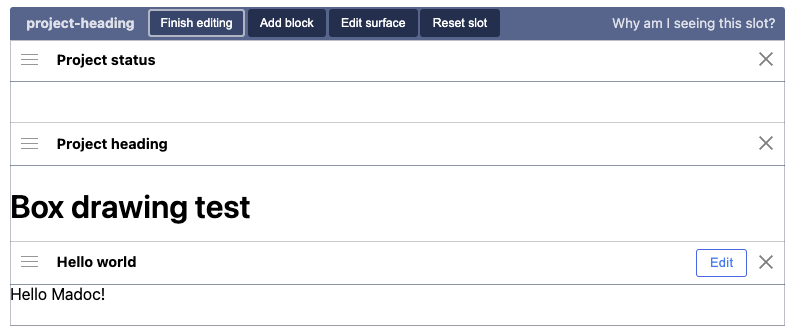 project-heading Finish editing Add block Edit surface Reset slot Why am I seeing this slot?
Project status
Project heading
Box drawing test
Hello world Edit
Hello Madoc!